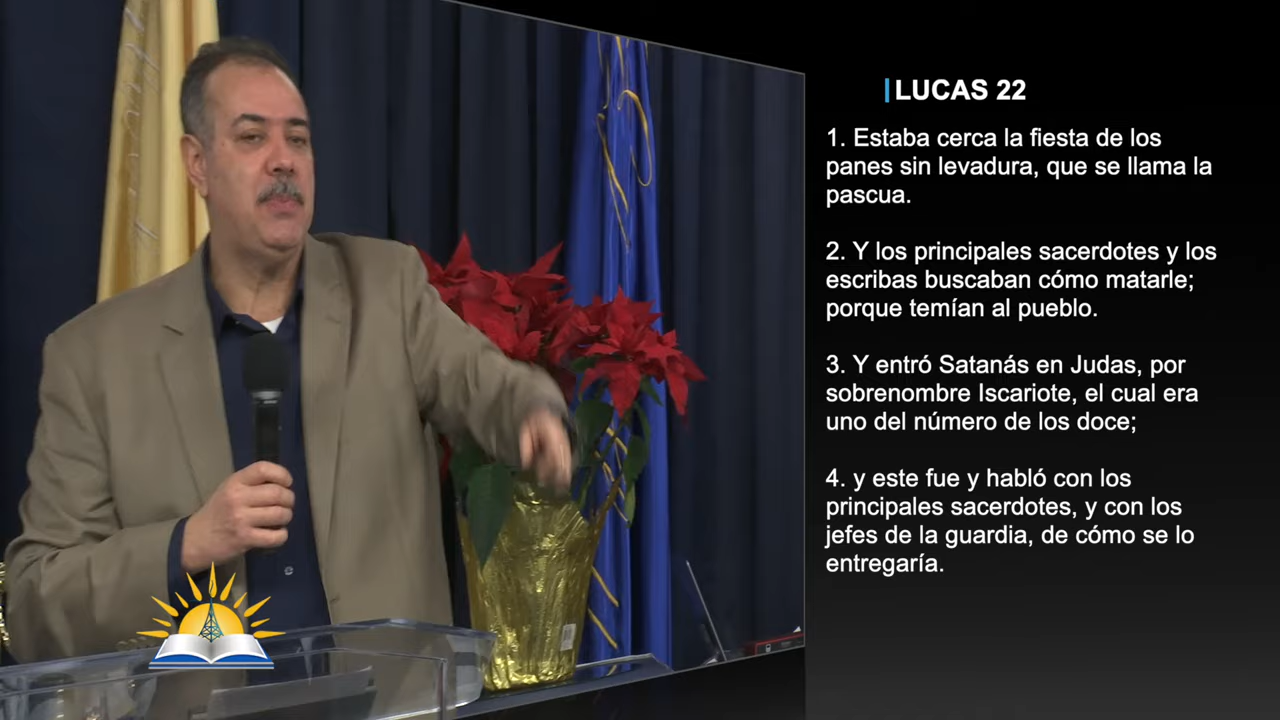 LUCAS 22
1. Estaba cerca la fiesta de los
panes sin levadura, que se llama la
pascua.
2. Y los principales sacerdotes y los
escribas buscaban cómo matarle;
porque temían al pueblo.
3. Y entró Satanás en Judas, por
sobrenombre Iscariote, el cual era
uno del número de los doce;
4. y este fue y habló con los
principales sacerdotes, y con los
jefes de la guardia, de cómo se lo
entregaría.